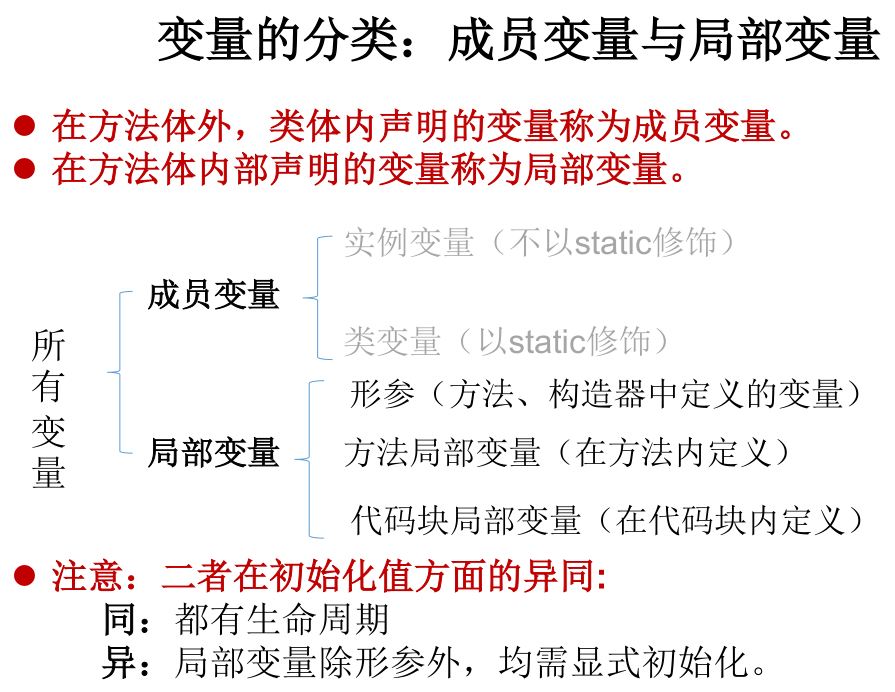 变量的分类：成员变量与局部变量
● 在方法体外，类体内声明的变量称为成员变量。
● 在方法体内部声明的变量称为局部变量。
所有变量
成员变量
实例变量（不以static修饰）
类变量（以static修饰）
局部变量
形参（方法、构造器中定义的变量）
方法局部变量（在方法内定义）
代码块局部变量（在代码块内定义）
● 注意：二者在初始化值方面的异同:
同：都有生命周期
异：局部变量除形参外，均需显式初始化。